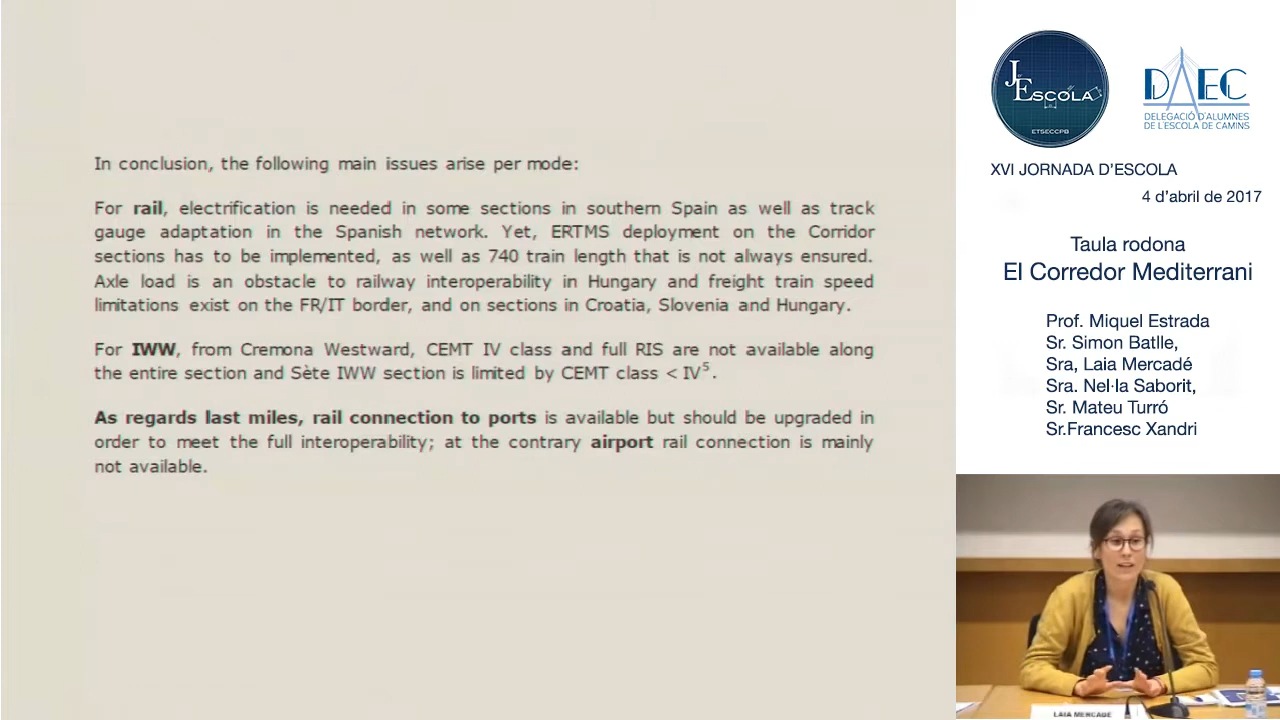 In conclusion, the following main issues arise per mode:
For rail, electrification is needed in some sections in southern Spain as well as track
gauge adaptation in the Spanish network. Yet, ERTMS deployment on the Corridor
sections has to be implemented, as well as 740 train length that is not always ensured.
Axle load is an obstacle to railway interoperability in Hungary and freight train speed
limitations exist on the FR/IT border, and on sections in Croatia, Slovenia and Hungary.
For IWW, from Cremona Westward, CEMT IV class and full RIS are not available along
the entire section and Sète IWW section is limited by CEMT class < IV⁵.
As regards last miles, rail connection to ports is available but should be upgraded in
order to meet the full interoperability; at the contrary airport rail connection is mainly
not available.
J ESCOLA
ETSECCPB
DAEC
DELEGACIÓ D'ALUMNES
DE L'ESCOLA DE CAMINS
XVI JORNADA D'ESCOLA
4 d'abril de 2017
Taula rodona
El Corredor Mediterrani
Prof. Miquel Estrada
Sr. Simon Batlle,
Sra, Laia Mercadé
Sra. Nel·la Saborit,
Sr. Mateu Turró
Sr.Francesc Xandri
LAIA MERCADÉ